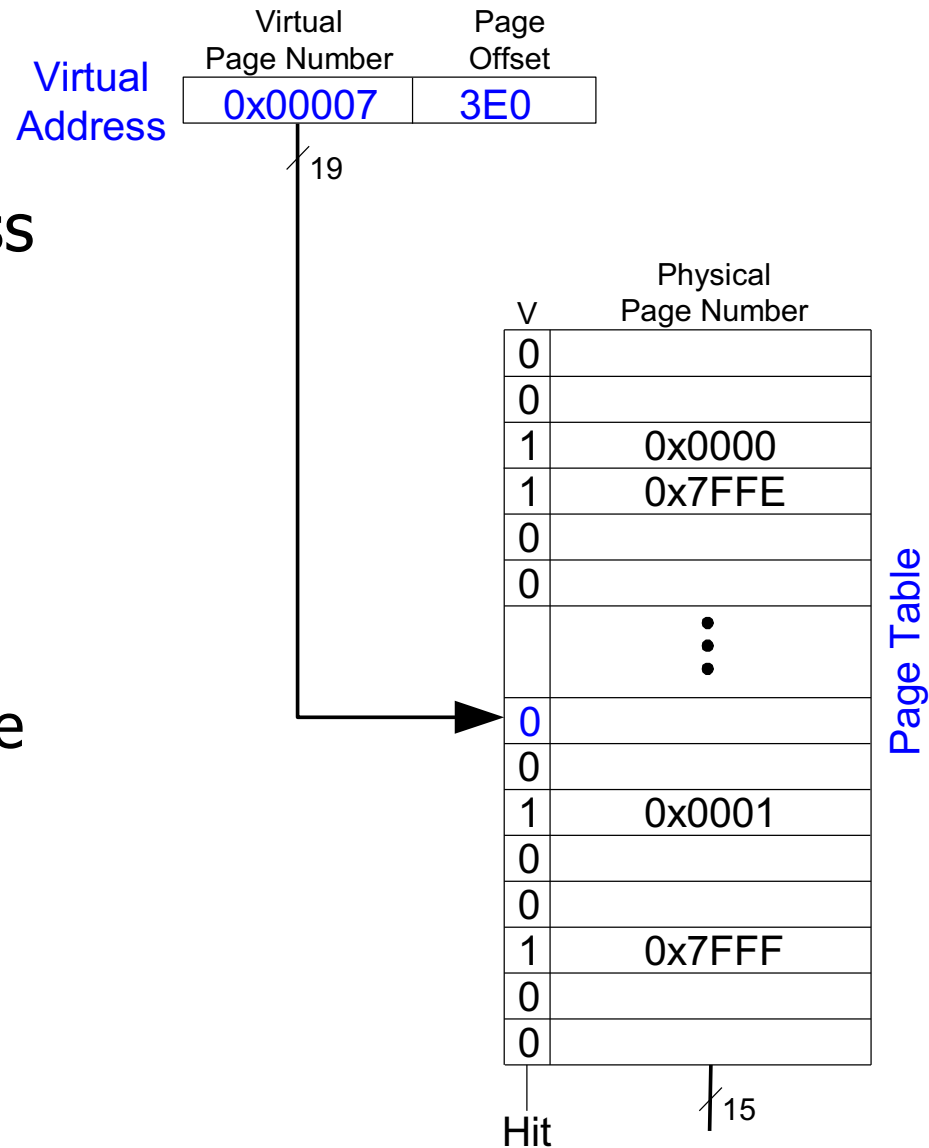 Virtual Page Number
Page Offset
Virtual Address
0x00007 3E0
19
ss
V
Physical Page Number
0
0
1 0x0000
1 0x7FFE
0
0
0
0
1 0x0001
0
0
1 0x7FFF
0
0
Page Table
e
Hit
15